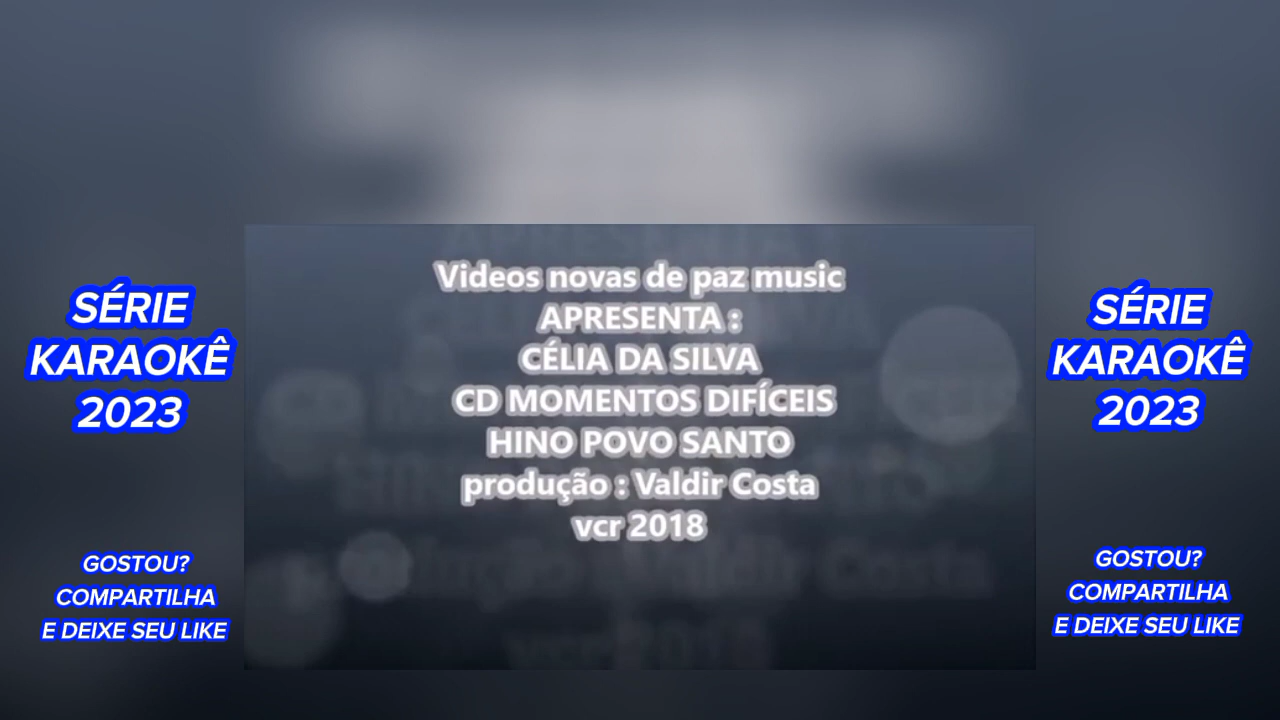 Videos novas de paz music
APRESENTA :
CÉLIA DA SILVA
CD MOMENTOS DIFÍCEIS
HINO POVO SANTO
produção : Valdir Costa
vcr 2018
SÉRIE
KARAOKÊ
2023
GOSTOU?
COMPARTILHA
E DEIXE SEU LIKE
SÉRIE
KARAOKÊ
2023
GOSTOU?
COMPARTILHA
E DEIXE SEU LIKE